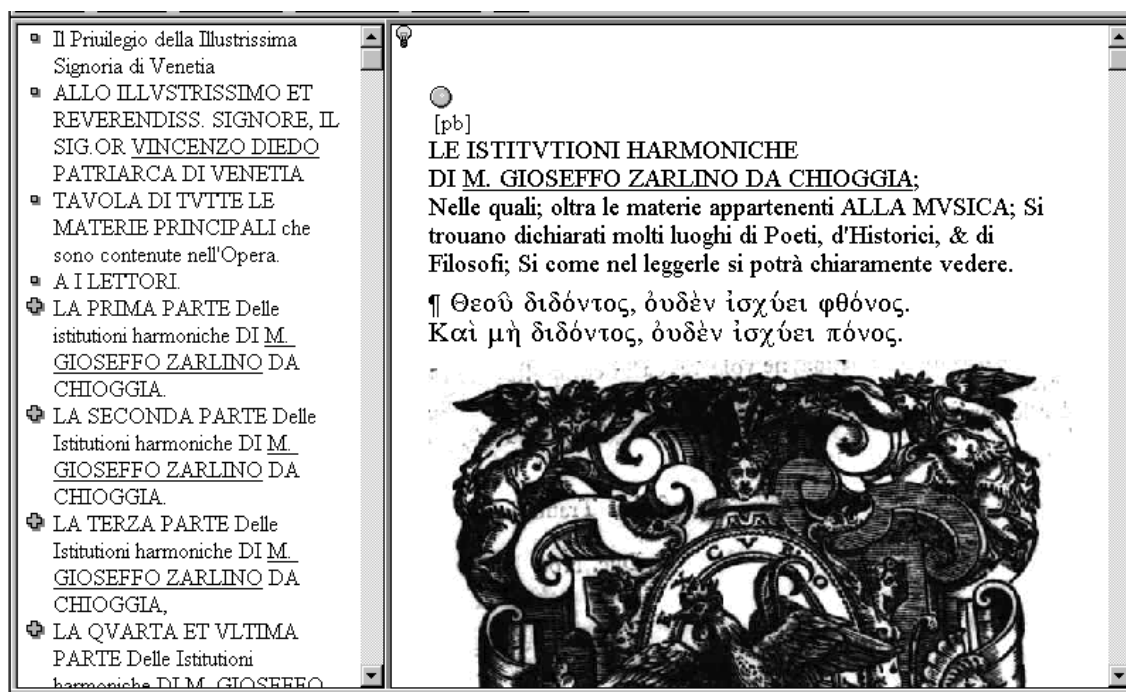 Il Priuilegio della Illustrissima
Signoria di Venetia
ALLO ILLVSTRISSIMO ET
REVERENDISS. SIGNORE, IL
SIG.OR VINCENZO DIEDO
PATRIARCA DI VENETIA
TAVOLA DI TVTTE LE
MATERIE PRINCIPALI che
sono contenute nell'Opera.
A I LETTORI.
LA PRIMA PARTE Delle
istitutioni harmoniche DI M.
GIOSEFFO ZARLINO DA
CHIOGGIA.
LA SECONDA PARTE Delle
Istitutioni harmoniche DI M.
GIOSEFFO ZARLINO DA
CHIOGGIA.
LA TERZA PARTE Delle
Istitutioni harmoniche DI M.
GIOSEFFO ZARLINO DA
CHIOGGIA,
LA QVARTA ET VLTIMA
PARTE Delle Istitutioni
harmoniche DI M. GIOSEFFO
[pb]
LE ISTITVTIONI HARMONICHE
DI M. GIOSEFFO ZARLINO DA CHIOGGIA;
Nelle quali; oltra le materie appartenenti ALLA MVSICA; Si
trouano dichiarati molti luoghi di Poeti, d'Historici, & di
Filosofi; Si come nel leggerle si potrà chiaramente vedere.
¶ Θεοῦ διδόντος, ὀυδὲν ἰσχύει φθόνος.
Καὶ μὴ διδόντος, ὀυδὲν ἰσχύει πόνος.